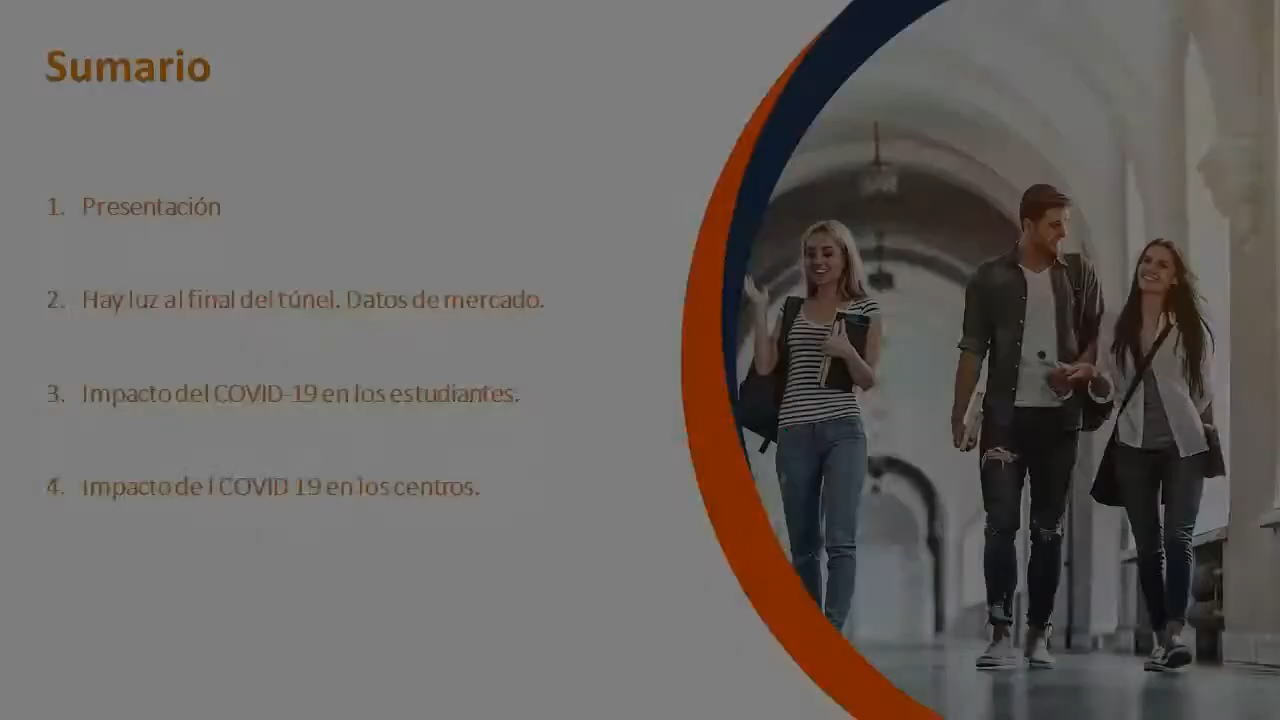 Sumario
1. Presentación
2. Hay luz al final del túnel. Datos de mercado.
3. Impacto del COVID-19 en los estudiantes.
4. Impacto de l COVID 19 en los centros.